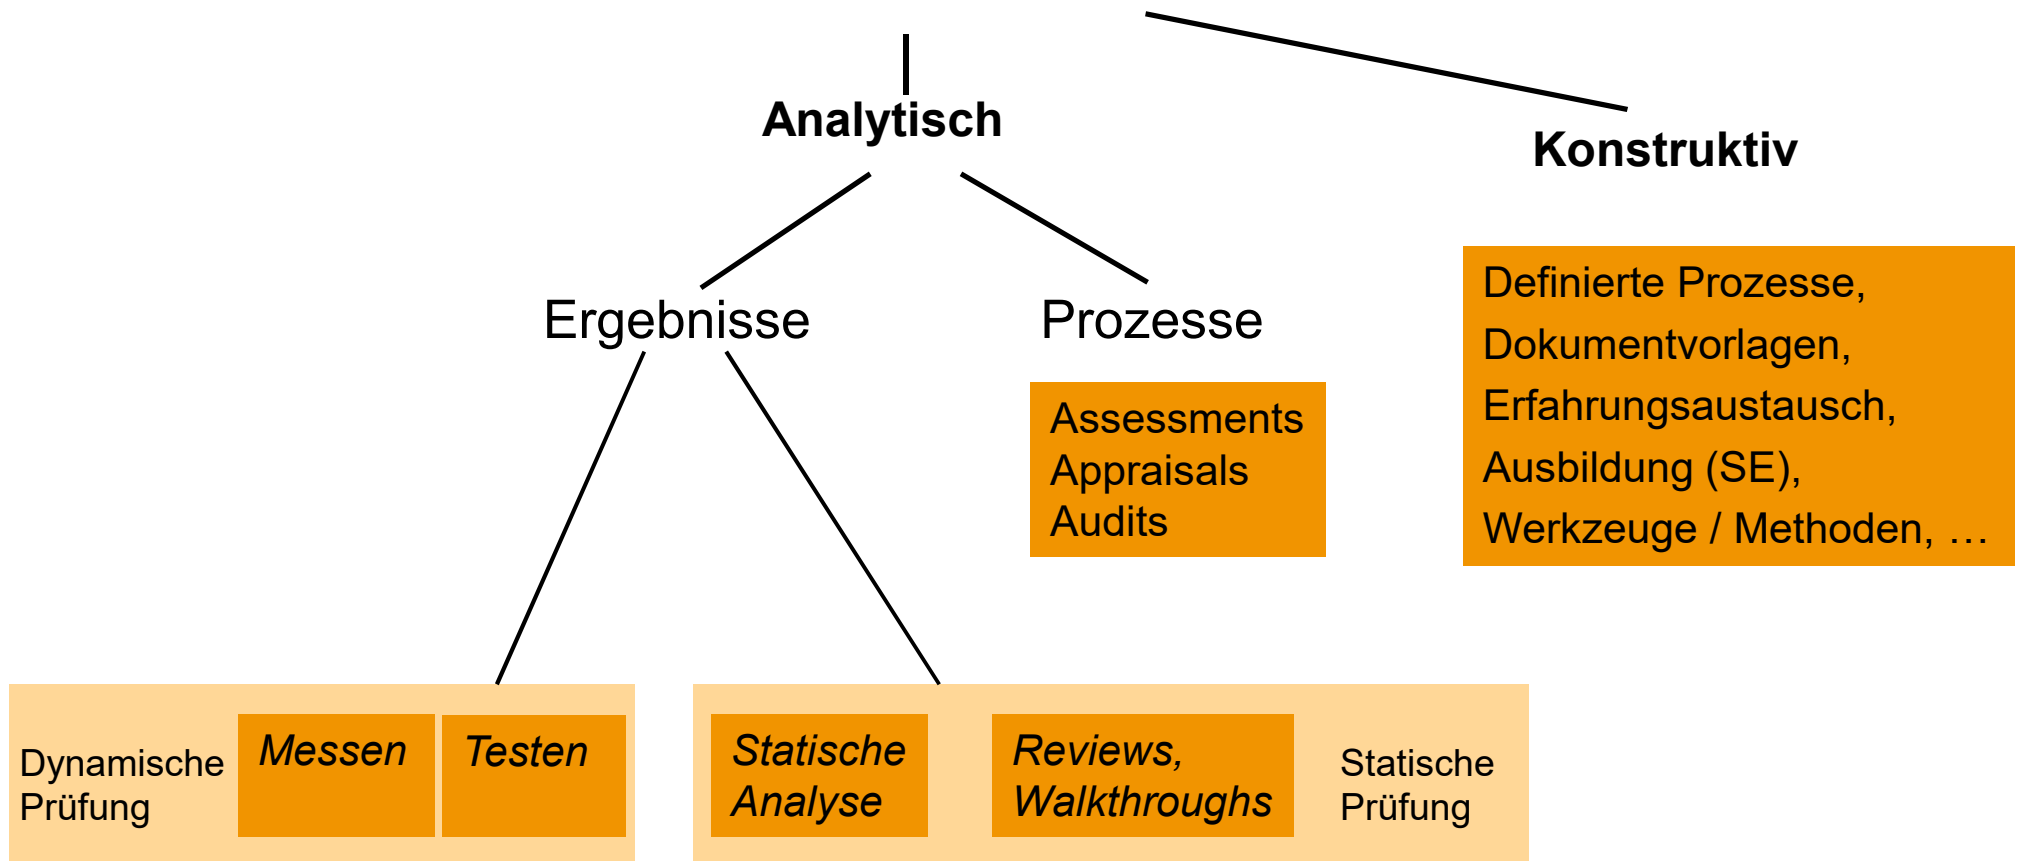 Analytisch
Konstruktiv
Ergebnisse
Prozesse
Assessments
Appraisals
Audits
Definierte Prozesse,
Dokumentvorlagen,
Erfahrungsaustausch,
Ausbildung (SE),
Werkzeuge / Methoden, …
Dynamische
Prüfung
Messen
Testen
Statische
Analyse
Reviews,
Walkthroughs
Statische
Prüfung